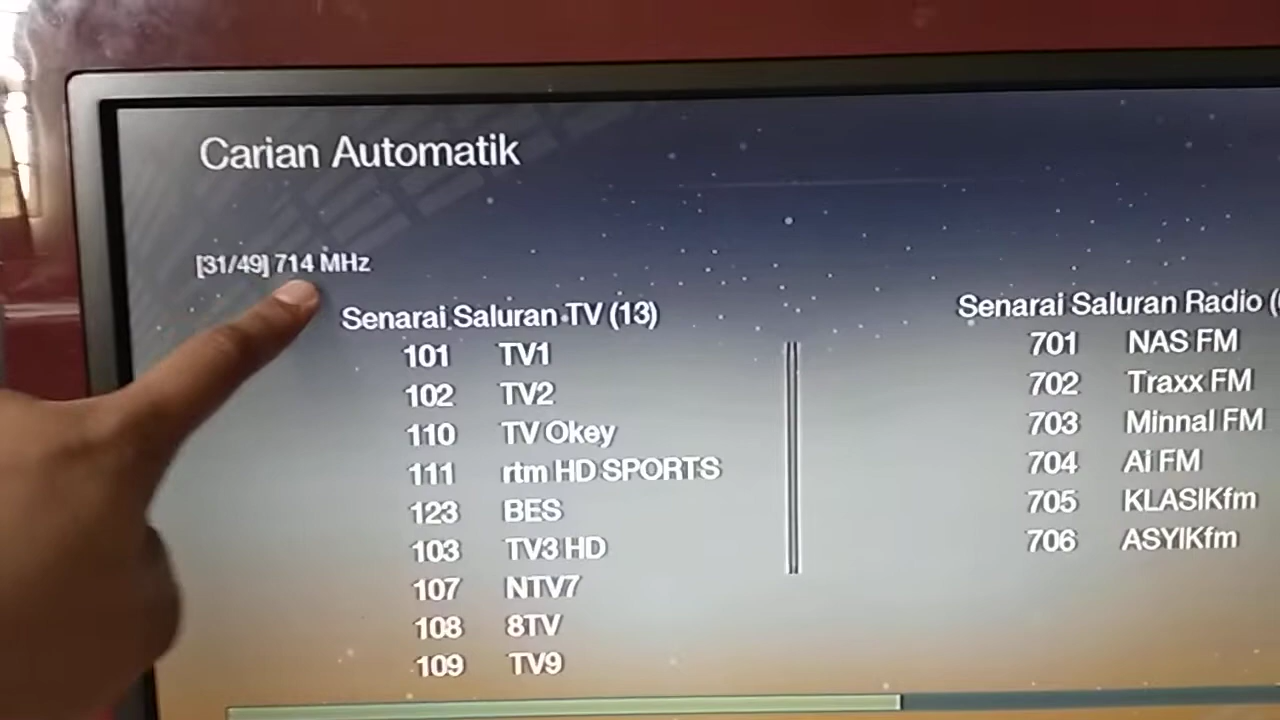 Carian Automatik
[31/49] 714 MHz
Senarai Saluran TV (13)
101 TV1
102 TV2
110 TV Okey
111 rtm HD SPORTS
123 BES
103 TV3 HD
107 NTV7
108 8TV
109 TV9
Senarai Saluran Radio (
701 NAS FM
702 Traxx FM
703 Minnal FM
704 Ai FM
705 KLASIKfm
706 ASYIKfm